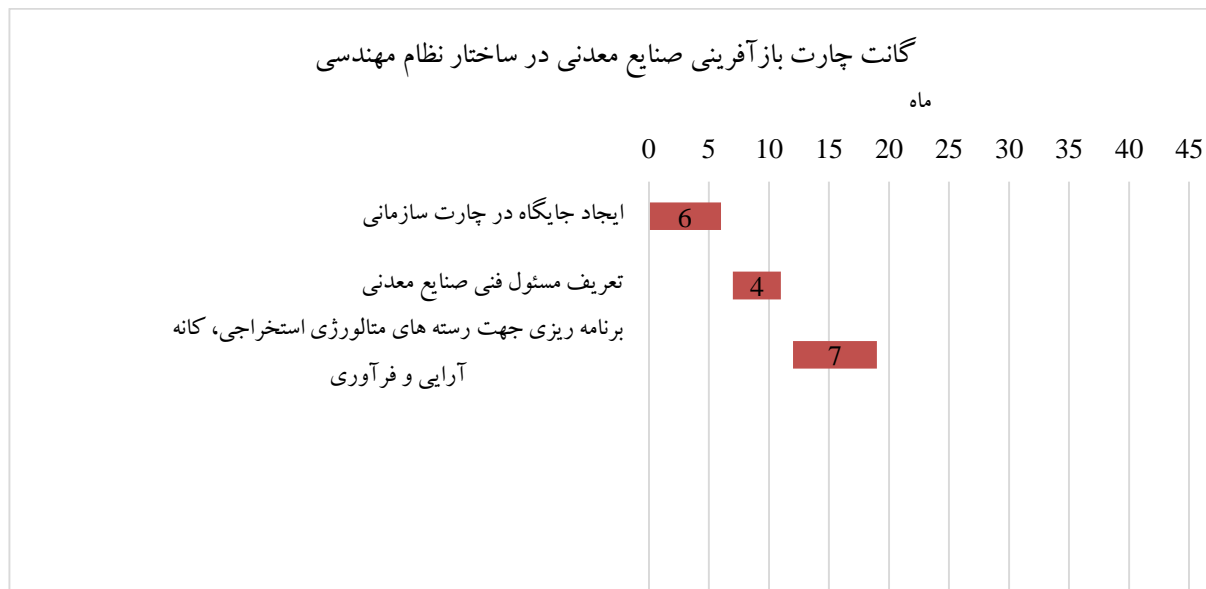 گانت چارت بازآفرینی صنایع معدنی در ساختار نظام مهندسی
ماه
0 5 10 15 20 25 30 35 40 45
ایجاد جایگاه در چارت سازمانی
6
تعریف مسئول فنی صنایع معدنی
4
برنامه ریزی جهت رسته های متالورژی استخراجی، کانه
آرایی و فرآوری
7